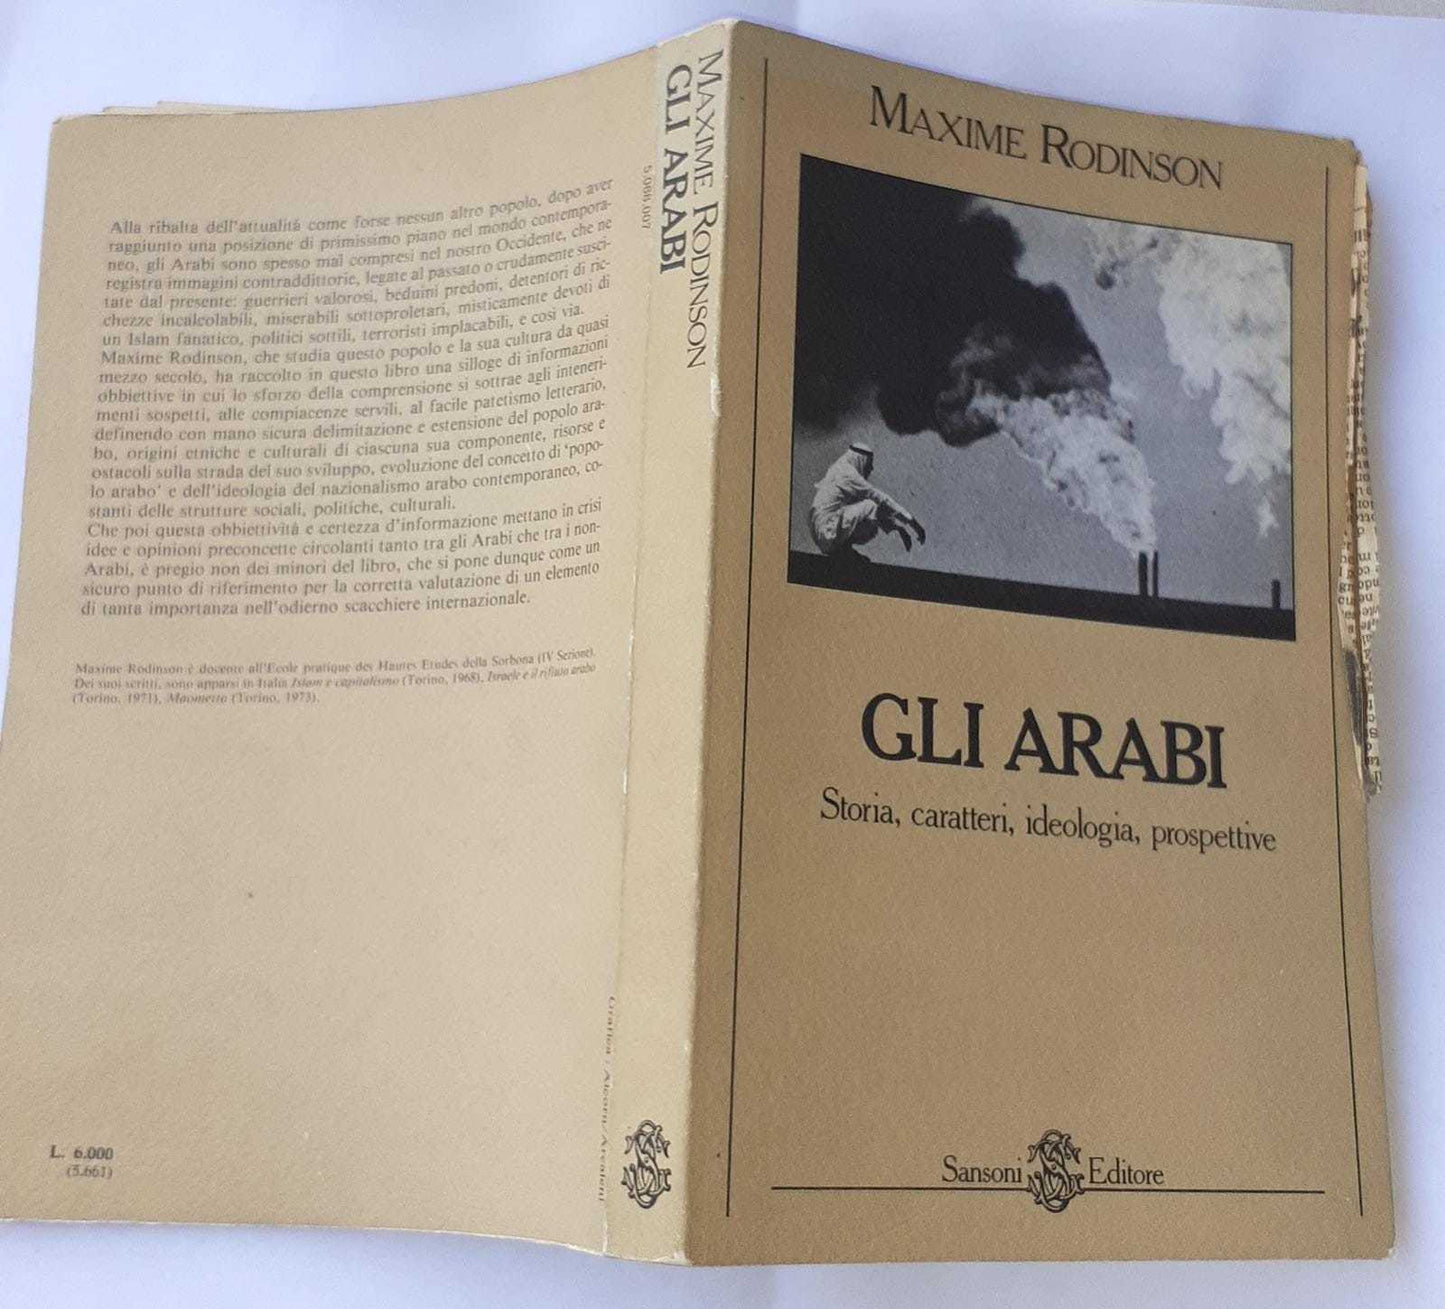 Alla ribalta dell'attualità come forse nessun altro popolo, dopo aver
raggiunto una posizione di primissimo piano nel mondo contempora-
neo, gli Arabi sono spesso mal compresi nel nostro Occidente, che ne
registra immagini contraddittorie, legate al passato o crudamente susci-
tate dal presente: guerrieri valorosi, beduini predoni, detentori di ric-
chezze incalcolabili, miserabili sottoproletari, misticamente devoti di
un Islam fanatico, politici sottili, terroristi implacabili, e così via.
Maxime Rodinson, che studia questo popolo e la sua cultura da quasi
mezzo secolo, ha raccolto in questo libro una silloge di informazioni
obbiettive in cui lo sforzo della comprensione si sottrae agli inteneri-
menti sospetti, alle compiacenze servili, al facile patetismo letterario,
definendo con mano sicura delimitazione e estensione del popolo ara-
bo, origini etniche e culturali di ciascuna sua componente, risorse e
ostacoli sulla strada del suo sviluppo, evoluzione del concetto di 'popo-
lo arabo' e dell'ideologia del nazionalismo arabo contemporaneo, co-
stanti delle strutture sociali, politiche, culturali.
Che poi questa obbiettività e certezza d'informazione mettano in crisi
idee e opinioni preconcette circolanti tanto tra gli Arabi che tra i non-
Arabi, è pregio non dei minori del libro, che si pone dunque come un
sicuro punto di riferimento per la corretta valutazione di un elemento
di tanta importanza nell'odierno scacchiere internazionale.
Maxime Rodinson è docente all'Ecole pratique des Hautes Etudes della Sorbona (IV Sezione).
Dei suoi scritti, sono apparsi in Italia Islam e capitalismo (Torino, 1968), Israele e il rifiuto arabo
(Torino, 1971), Maometto (Torino, 1973).
L. 6.000
(5.661)
MAXIME RODINSON
GLI ARABI
5.068.007
Grafica:
MAXIME RODINSON
GLI ARABI
Storia, caratteri, ideologia, prospettive
Sansoni Editore